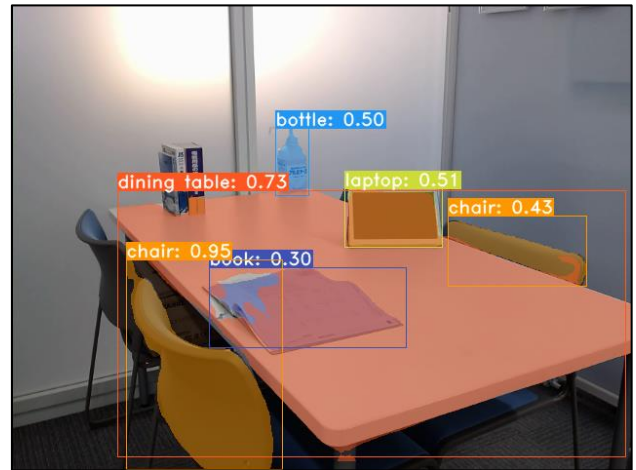 bottle: 0.50
dining table: 0.73
laptop: 0.51
chair: 0.43
chair: 0.95
book: 0.30